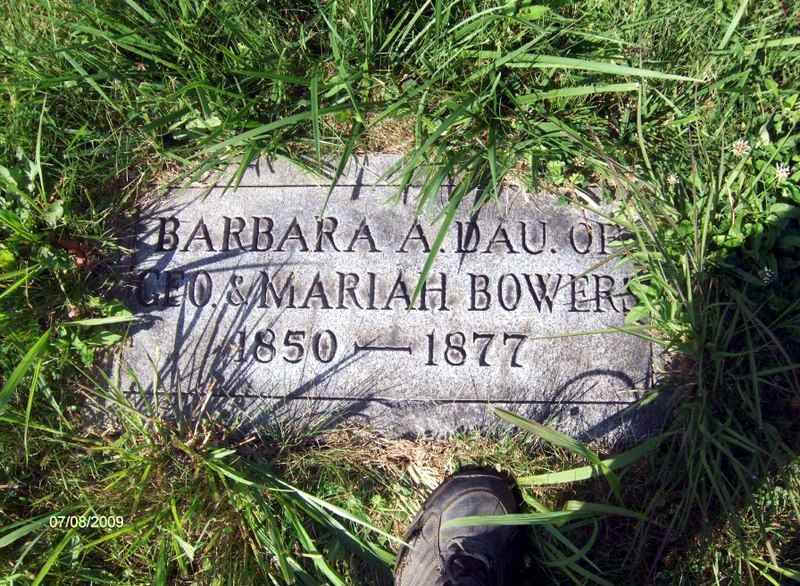 BARBARA A. DAU. OF
GEO. & MARIAH BOWERS
1850 — 1877
07/08/2009